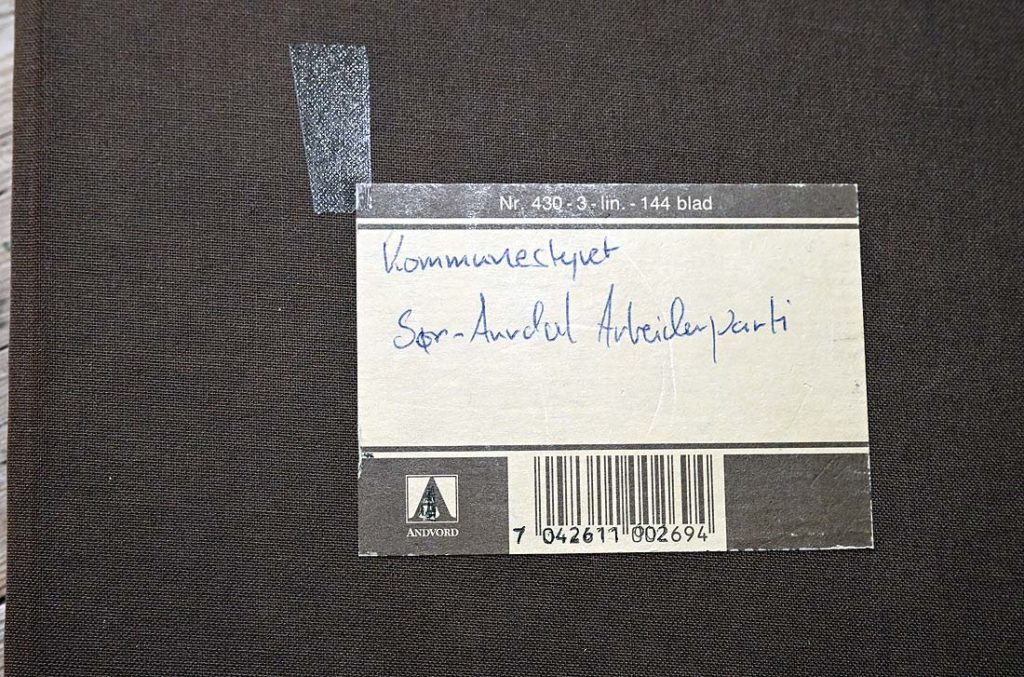 Nr. 430 - 3 - lin. - 144 blad
Kommunestyret
Sør-Aurdal Arbeiderparti
ANDVORD
7 042611 002694